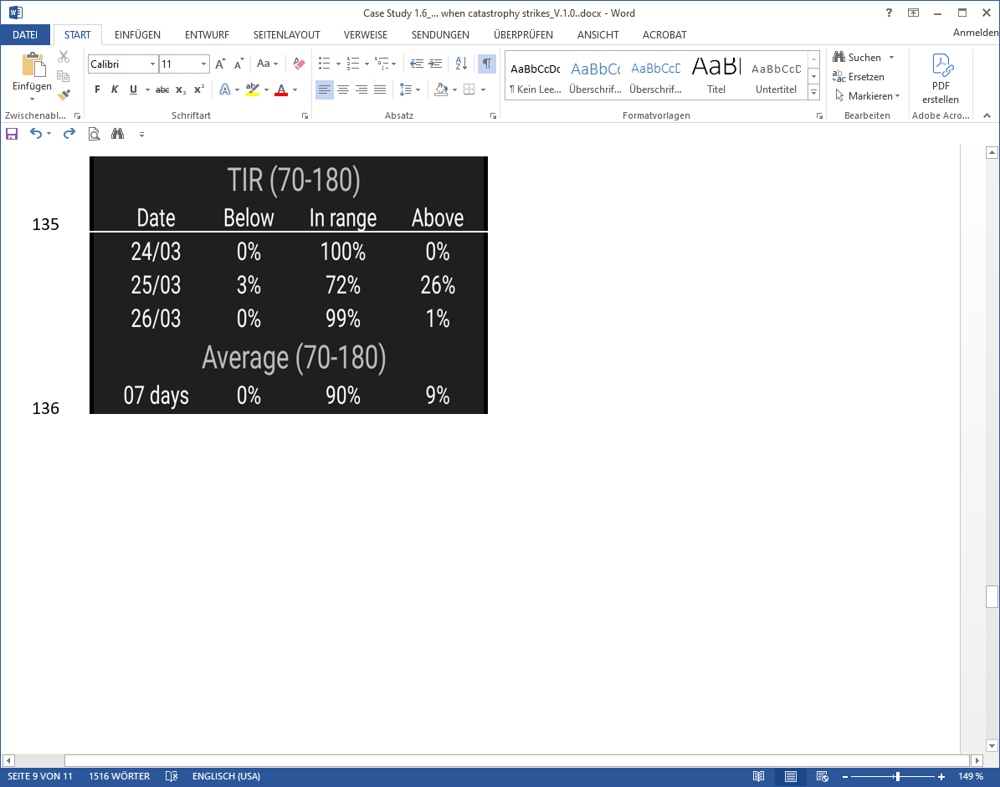 Case Study 1.6_... when catastrophy strikes_V.1.0..docx - Word
?
DATEI START EINFÜGEN ENTWURF SEITENLAYOUT VERWEISE SENDUNGEN ÜBERPRÜFEN ANSICHT ACROBAT Anmelden
Einfügen
Zwischenabl...
Calibri 11
F K U abc x₂ x²
Schriftart
Absatz
AaBbCcDc AaBbC( AaBbCcD AaBl AaBbCcD
¶ Kein Lee... Überschrif... Überschrif... Titel Untertitel
Formatvorlagen
Suchen
Ersetzen
Markieren
Bearbeiten
PDF
erstellen
Adobe Acro...
TIR (70-180)
135 Date Below In range Above
24/03 0% 100% 0%
25/03 3% 72% 26%
26/03 0% 99% 1%
Average (70-180)
136 07 days 0% 90% 9%
SEITE 9 VON 11 1516 WÖRTER ENGLISCH (USA) 149 %